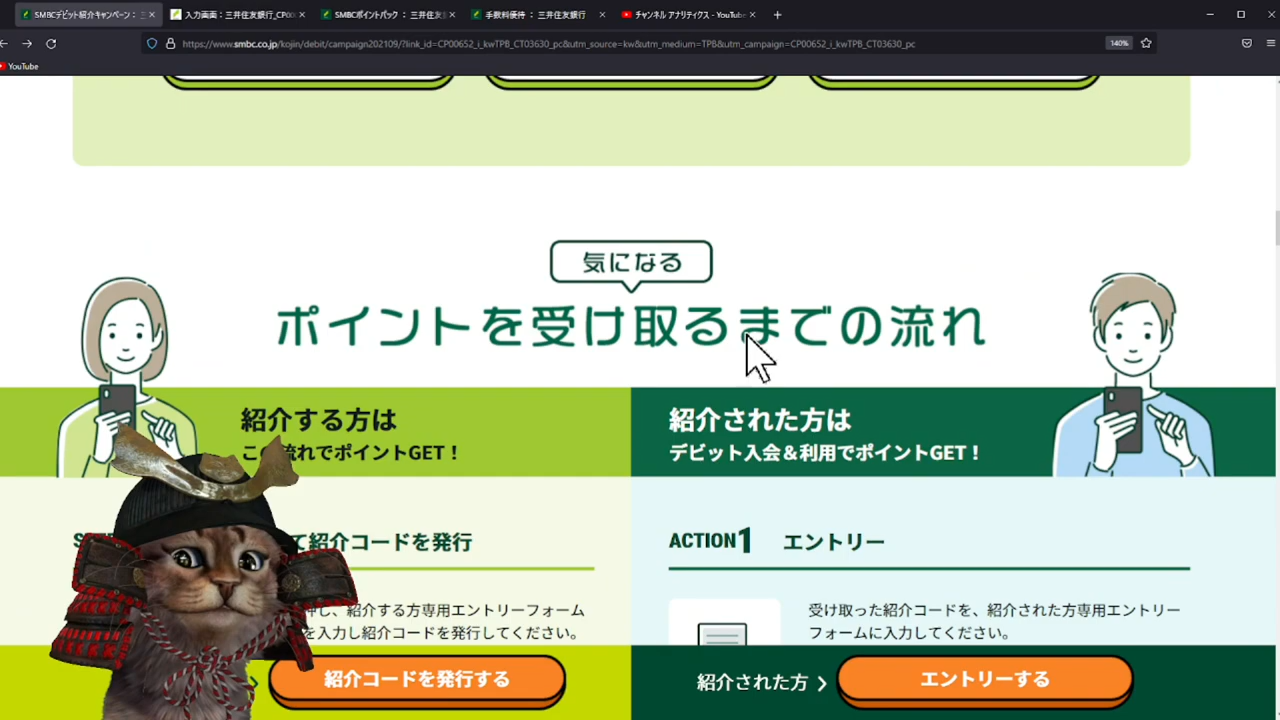 SMBCデビット紹介キャンペーン : 三
入力画面 : 三井住友銀行_CP00
SMBCポイントパック : 三井住友
手数料優待 : 三井住友銀行
チャンネル アナリティクス - YouTube
https://www.smbc.co.jp/kojin/debit/campaign202109/?link_id=CP00652_i_kwTPB_CT03630_pc&utm_source=kw&utm_medium=TPB&utm_campaign=CP00652_i_kwTPB_CT03630_pc
140%
YouTube
気になる
ポイントを受け取るまでの流れ
紹介する方は
この流れでポイントGET！
紹介された方は
デビット入会＆利用でポイントGET！
て紹介コードを発行
ACTION1 エントリー
押し、紹介する方専用エントリーフォーム
を入力し紹介コードを発行してください。
受け取った紹介コードを、紹介された方専用エントリー
フォームに入力してください。
紹介コードを発行する
紹介された方
エントリーする